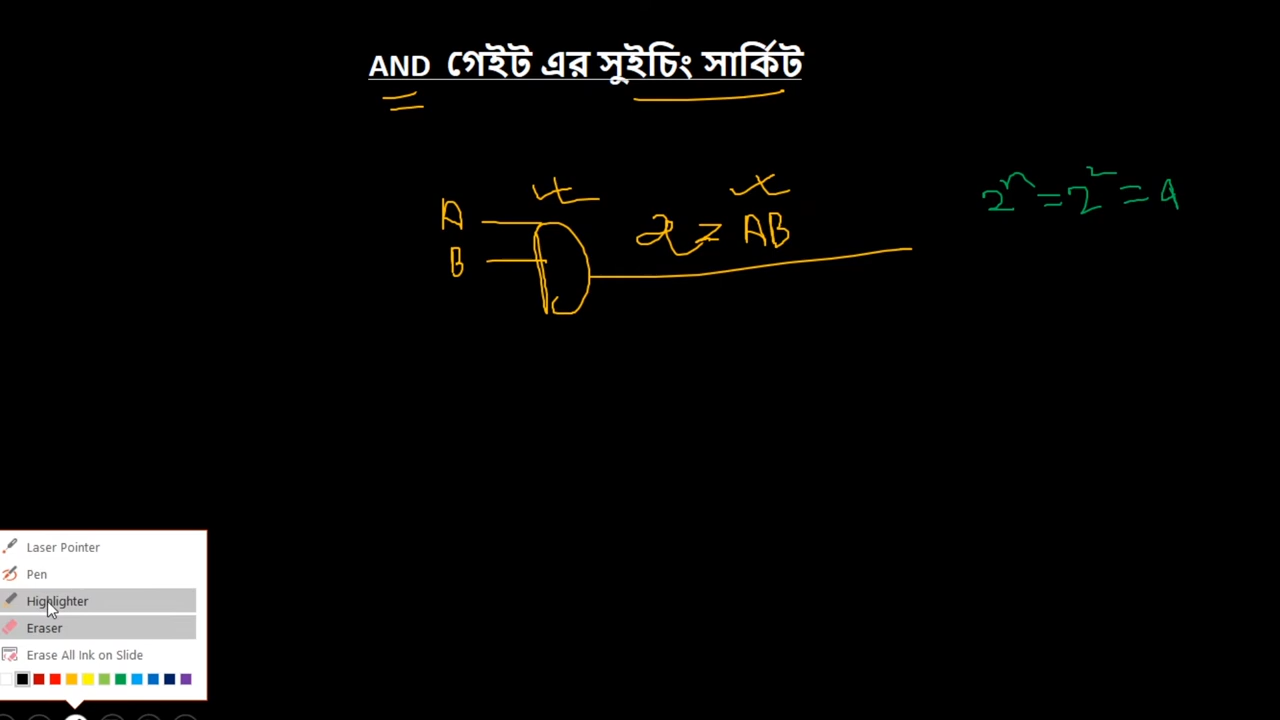 AND গেইট এর সুইচিং সার্কিট
2^n = 2^2 = 4
A
B
= AB
Laser Pointer
Pen
Highlighter
Eraser
Erase All Ink on Slide